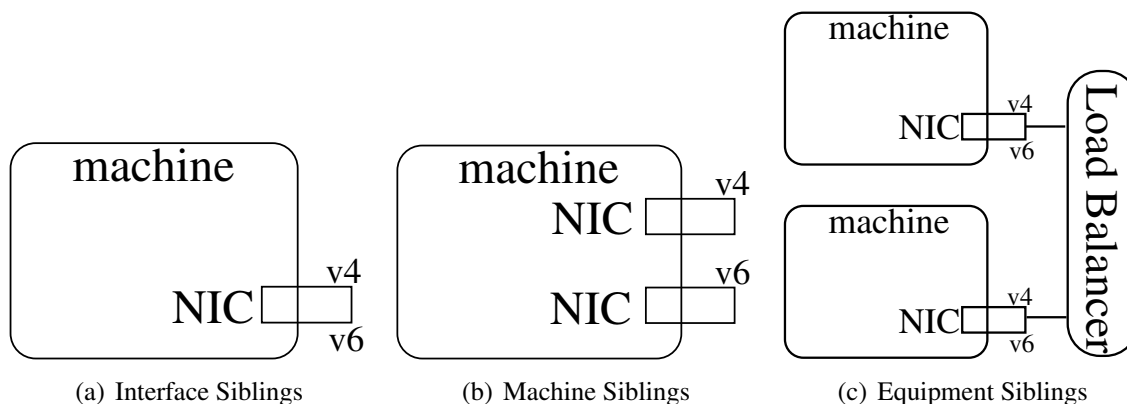 machine
NIC
v4
v6
(a) Interface Siblings
machine
NIC
v4
NIC
v6
(b) Machine Siblings
machine
NIC
v4
v6
machine
NIC
v4
v6
Load Balancer
(c) Equipment Siblings